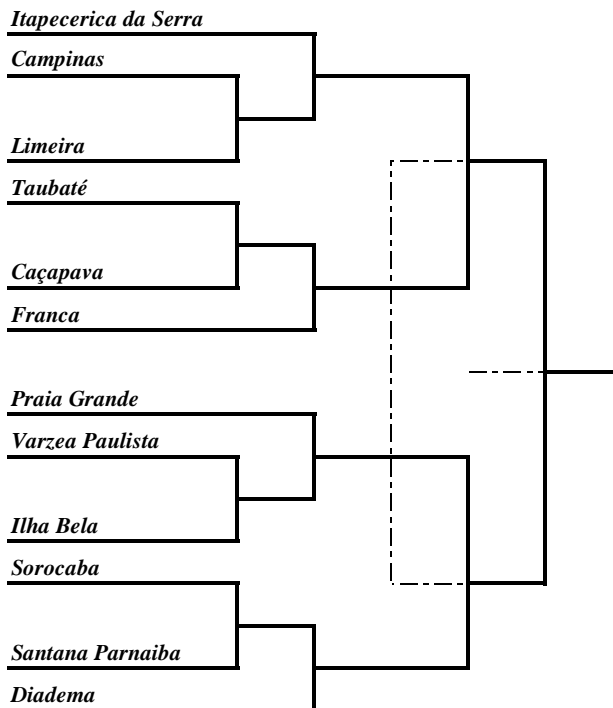 Itapecerica da Serra
Campinas
Limeira
Taubaté
Caçapava
Franca
Praia Grande
Varzea Paulista
Ilha Bela
Sorocaba
Santana Parnaiba
Diadema